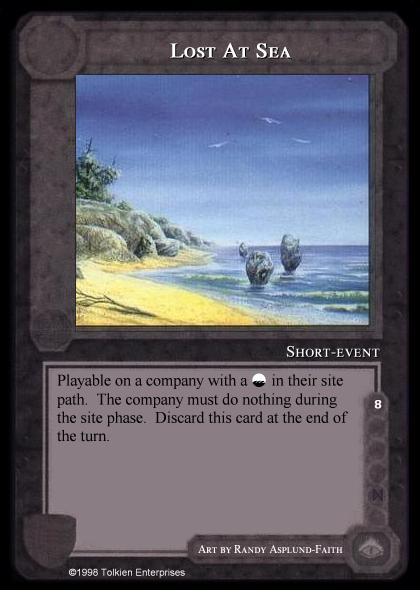 Lost At Sea
Short-event
Playable on a company with a in their site
path. The company must do nothing during
the site phase. Discard this card at the end of
the turn.
8
Art by Randy Asplund-Faith
©1998 Tolkien Enterprises